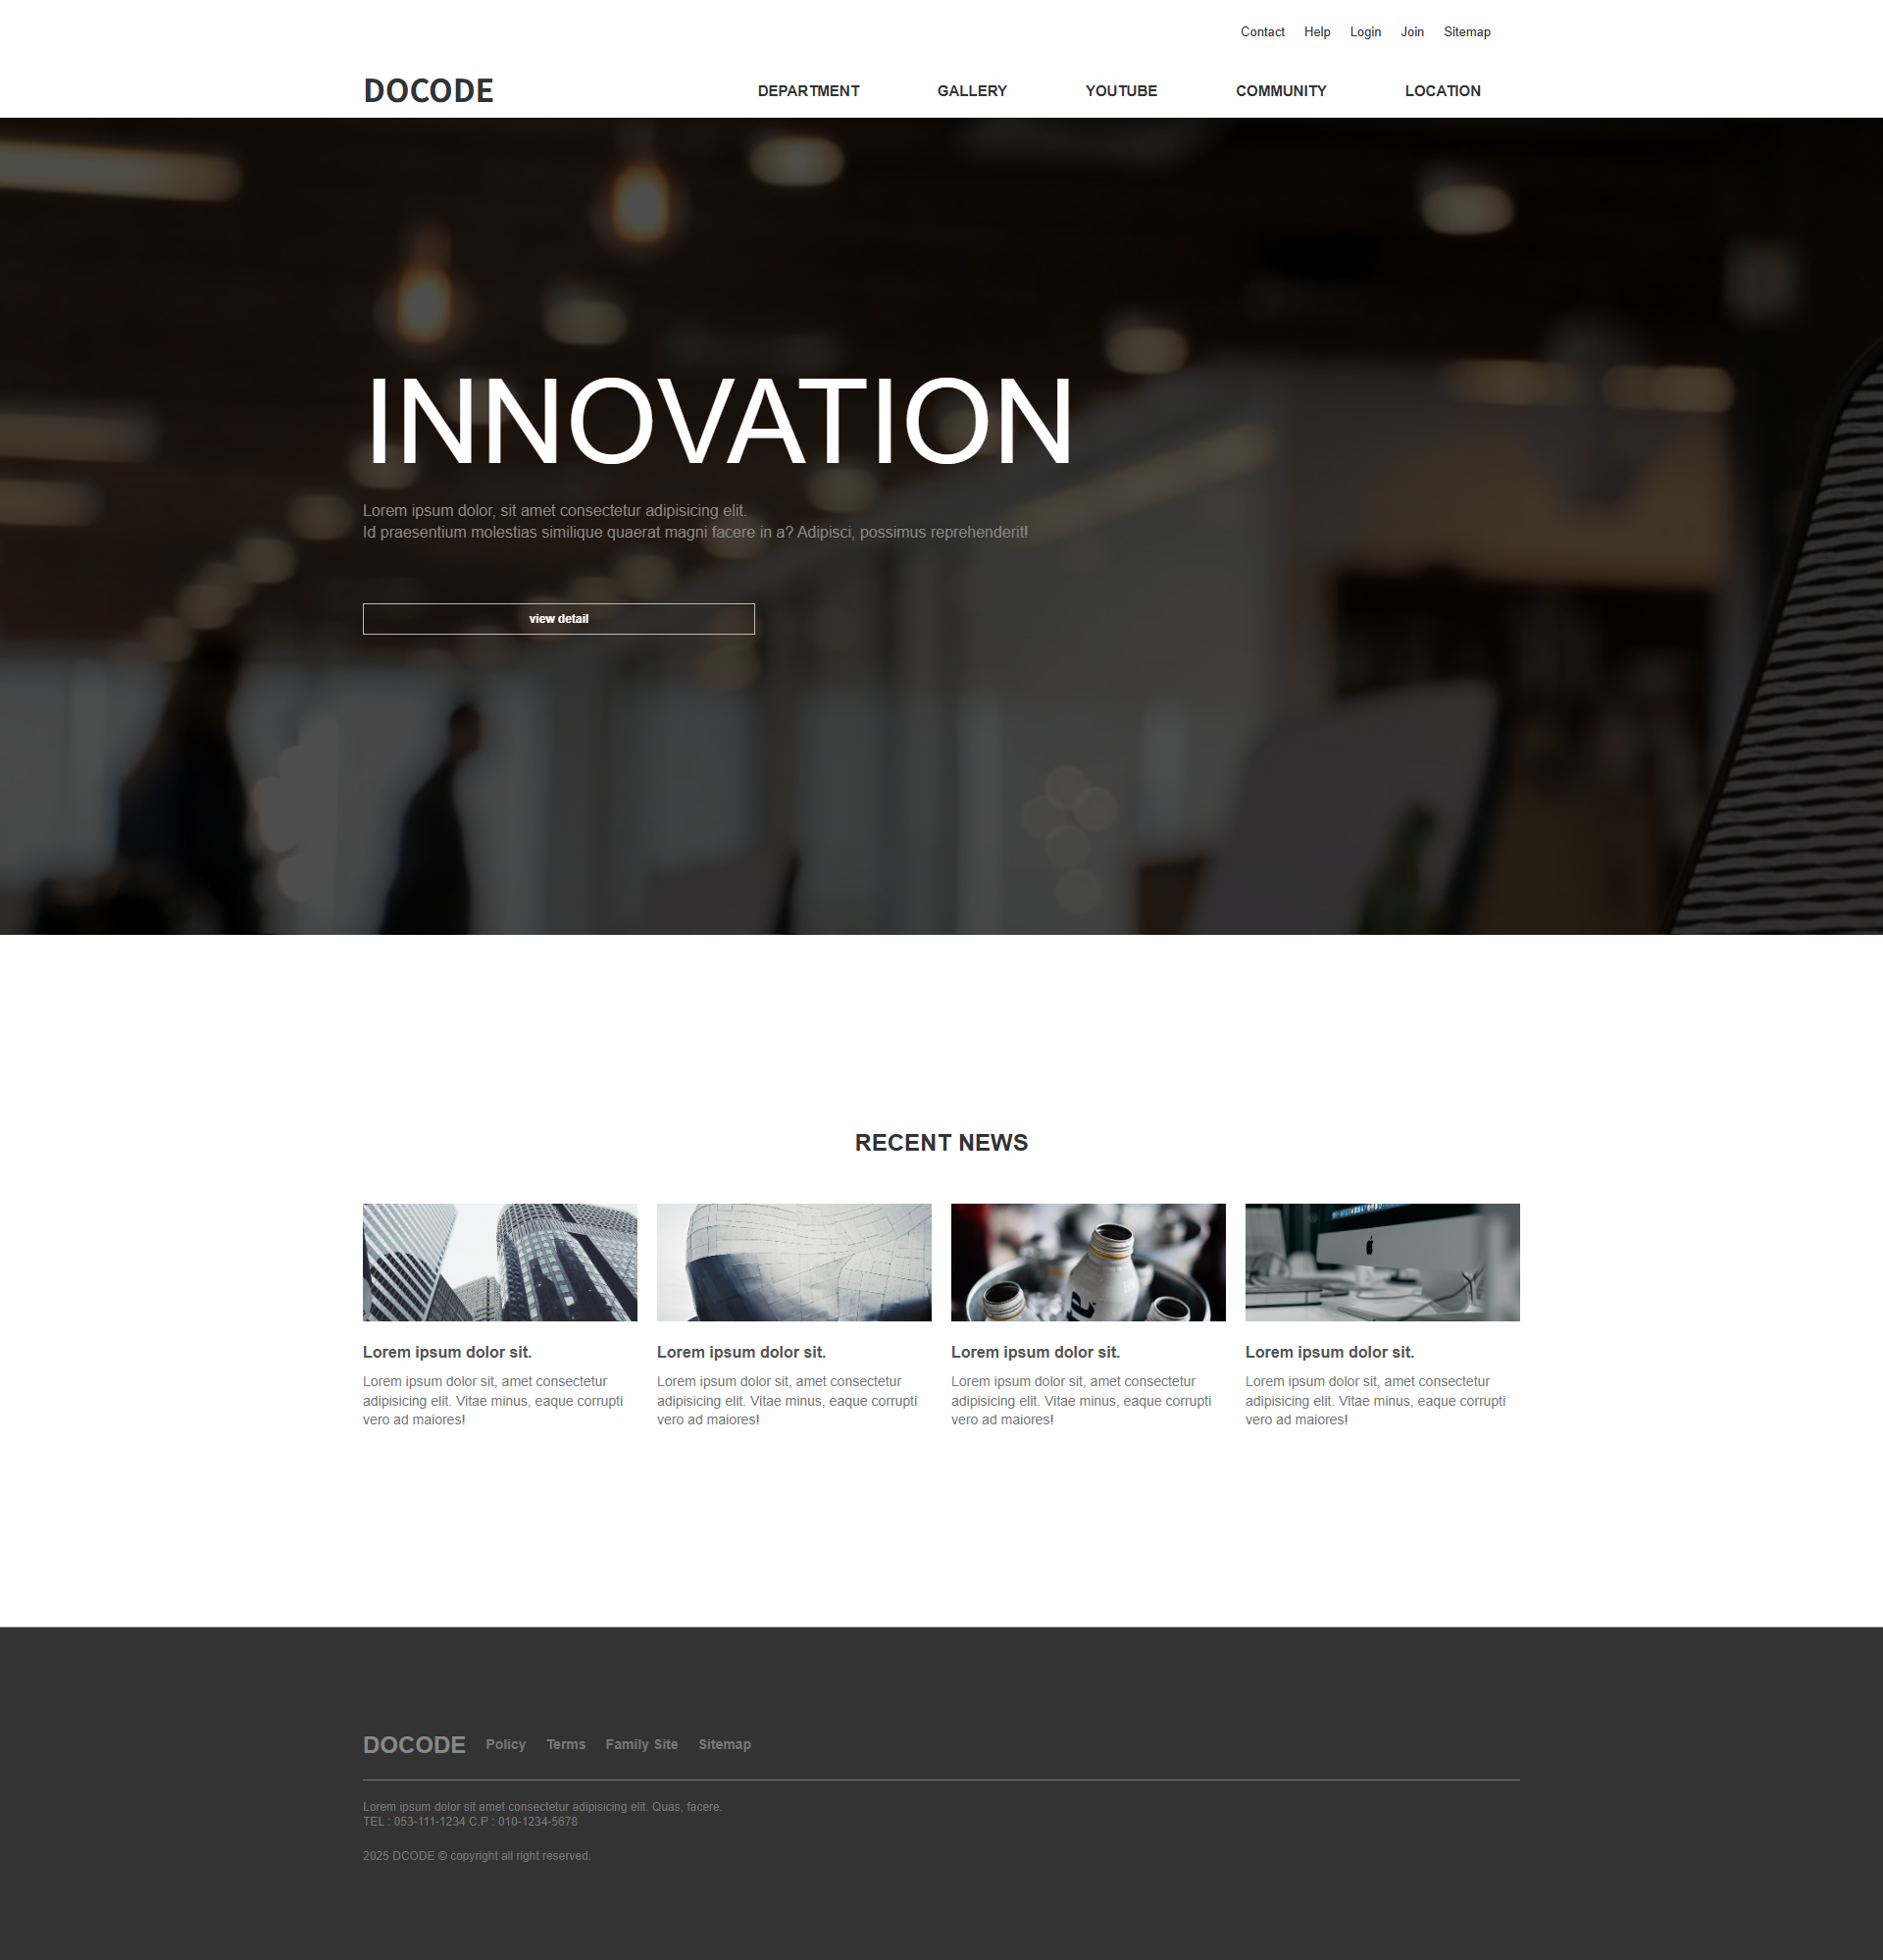 Contact Help Login Join Sitemap
DOCODE
DEPARTMENT GALLERY YOUTUBE COMMUNITY LOCATION
INNOVATION
Lorem ipsum dolor, sit amet consectetur adipisicing elit.
Id praesentium molestias similique quaerat magni facere in a? Adipisci, possimus reprehenderit!
view detail
RECENT NEWS
Lorem ipsum dolor sit.
Lorem ipsum dolor sit, amet consectetur
adipisicing elit. Vitae minus, eaque corrupti
vero ad maiores!
Lorem ipsum dolor sit.
Lorem ipsum dolor sit, amet consectetur
adipisicing elit. Vitae minus, eaque corrupti
vero ad maiores!
Lorem ipsum dolor sit.
Lorem ipsum dolor sit, amet consectetur
adipisicing elit. Vitae minus, eaque corrupti
vero ad maiores!
Lorem ipsum dolor sit.
Lorem ipsum dolor sit, amet consectetur
adipisicing elit. Vitae minus, eaque corrupti
vero ad maiores!
DOCODE Policy Terms Family Site Sitemap
Lorem ipsum dolor sit amet consectetur adipisicing elit. Quas, facere.
TEL : 053-111-1234 C.P : 010-1234-5678
2025 DCODE © copyright all right reserved.